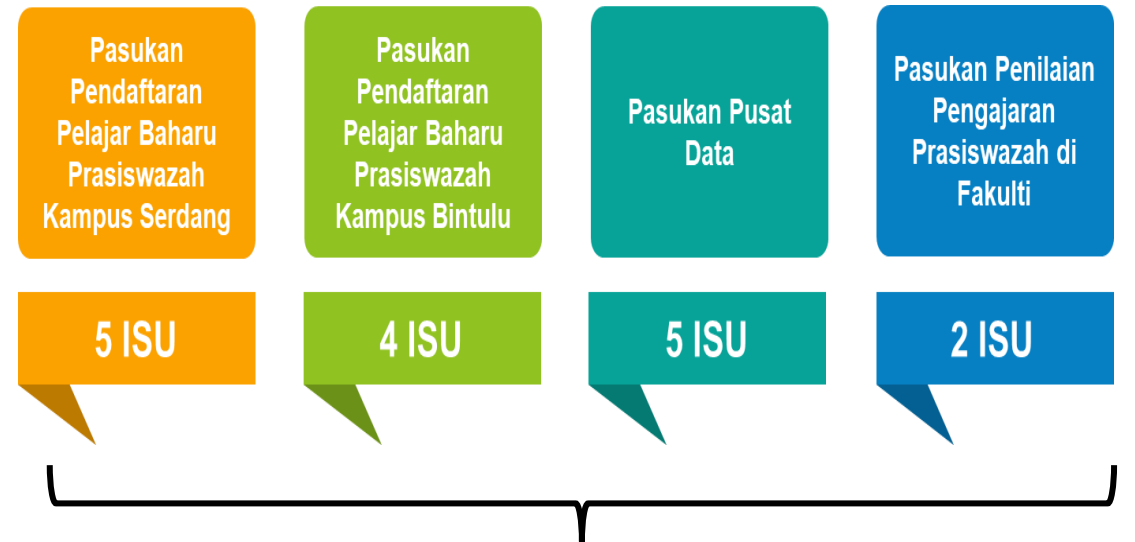 Pasukan
Pendaftaran
Pelajar Baharu
Prasiswazah
Kampus Serdang
Pasukan
Pendaftaran
Pelajar Baharu
Prasiswazah
Kampus Bintulu
Pasukan Pusat
Data
Pasukan Penilaian
Pengajaran
Prasiswazah di
Fakulti
5 ISU
4 ISU
5 ISU
2 ISU